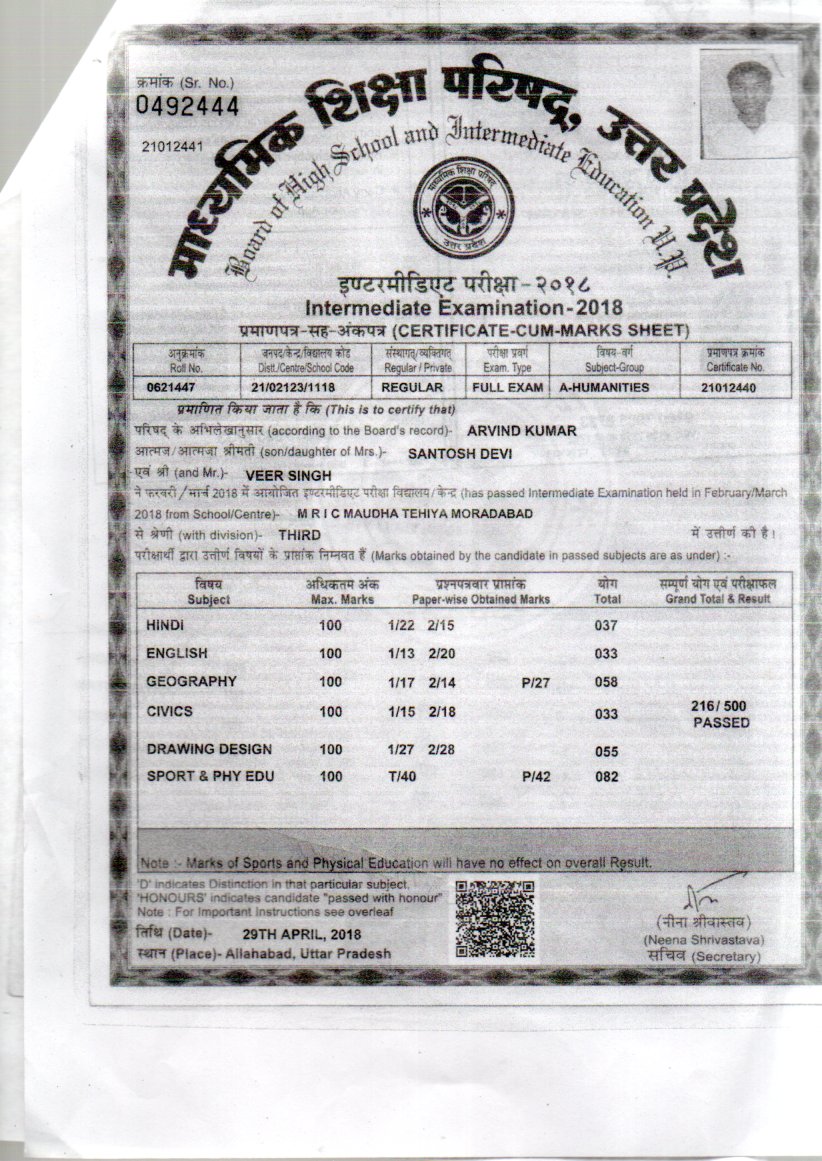 क्रमांक (Sr. No.)
0492444
21012441
माध्यमिक शिक्षा परिषद्, उत्तर प्रदेश
Board of High School and Intermediate Education U.P.
माध्यमिक शिक्षा परिषद्
उत्तर प्रदेश
इण्टरमीडिएट परीक्षा - २०१८
Intermediate Examination - 2018
प्रमाणपत्र-सह-अंकपत्र (CERTIFICATE-CUM-MARKS SHEET)
अनुक्रमांक जनपद/केन्द्र/विद्यालय कोड संस्थागत/व्यक्तिगत परीक्षा प्रवर्ग विषय-वर्ग प्रमाणपत्र क्रमांक
Roll No. Distt./Centre/School Code Regular / Private Exam. Type Subject-Group Certificate No.
0621447 21/02123/1118 REGULAR FULL EXAM A-HUMANITIES 21012440
प्रमाणित किया जाता है कि (This is to certify that)
परिषद् के अभिलेखानुसार (according to the Board's record)- ARVIND KUMAR
आत्मज/आत्मजा श्रीमती (son/daughter of Mrs.)- SANTOSH DEVI
एवं श्री (and Mr.)- VEER SINGH
ने फरवरी/मार्च 2018 में आयोजित इण्टरमीडिएट परीक्षा विद्यालय/केन्द्र (has passed Intermediate Examination held in February/March
2018 from School/Centre)- M R I C MAUDHA TEHIYA MORADABAD
से श्रेणी (with division)- THIRD में उत्तीर्ण की है।
परीक्षार्थी द्वारा उत्तीर्ण विषयों के प्राप्तांक निम्नवत हैं (Marks obtained by the candidate in passed subjects are as under) :-
विषय अधिकतम अंक प्रश्नपत्रवार प्राप्तांक योग सम्पूर्ण योग एवं परीक्षाफल
Subject Max. Marks Paper-wise Obtained Marks Total Grand Total & Result
HINDI 100 1/22 2/15 037
ENGLISH 100 1/13 2/20 033
GEOGRAPHY 100 1/17 2/14 P/27 058
CIVICS 100 1/15 2/18 033 216/ 500
PASSED
DRAWING DESIGN 100 1/27 2/28 055
SPORT & PHY EDU 100 T/40 P/42 082
Note :- Marks of Sports and Physical Education will have no effect on overall Result.
'D' indicates Distinction in that particular subject.
'HONOURS' indicates candidate "passed with honour"
Note : For Important Instructions see overleaf
तिथि (Date)- 29TH APRIL, 2018
स्थान (Place)- Allahabad, Uttar Pradesh
(नीना श्रीवास्तव)
(Neena Shrivastava)
सचिव (Secretary)